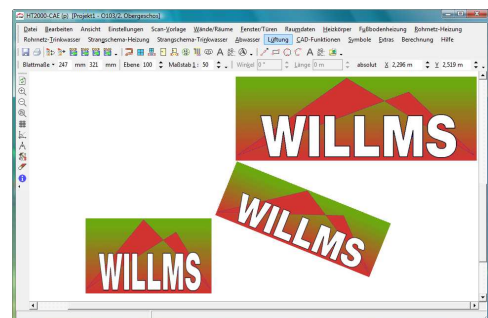 HT2000-CAE (p) [Projekt1 - O103/2. Obergeschos]
Datei Bearbeiten Ansicht Einstellungen Scan-Vorlage Wände/Räume Fenster/Türen Raumdaten Heizkörper Fußbodenheizung Rohrnetz-Heizung
Rohrnetz-Trinkwasser Strangschema-Heizung Strangschema-Trinkwasser Abwasser Lüftung CAD-Funktionen Symbole Extras Berechnung Hilfe
Blattmaße 247 mm 321 mm Ebene 100 Maßstab 1: 50 Winkel 0 ° Länge 0 m absolut X 2,296 m Y 2,519 m
WILLMS
WILLMS
WILLMS